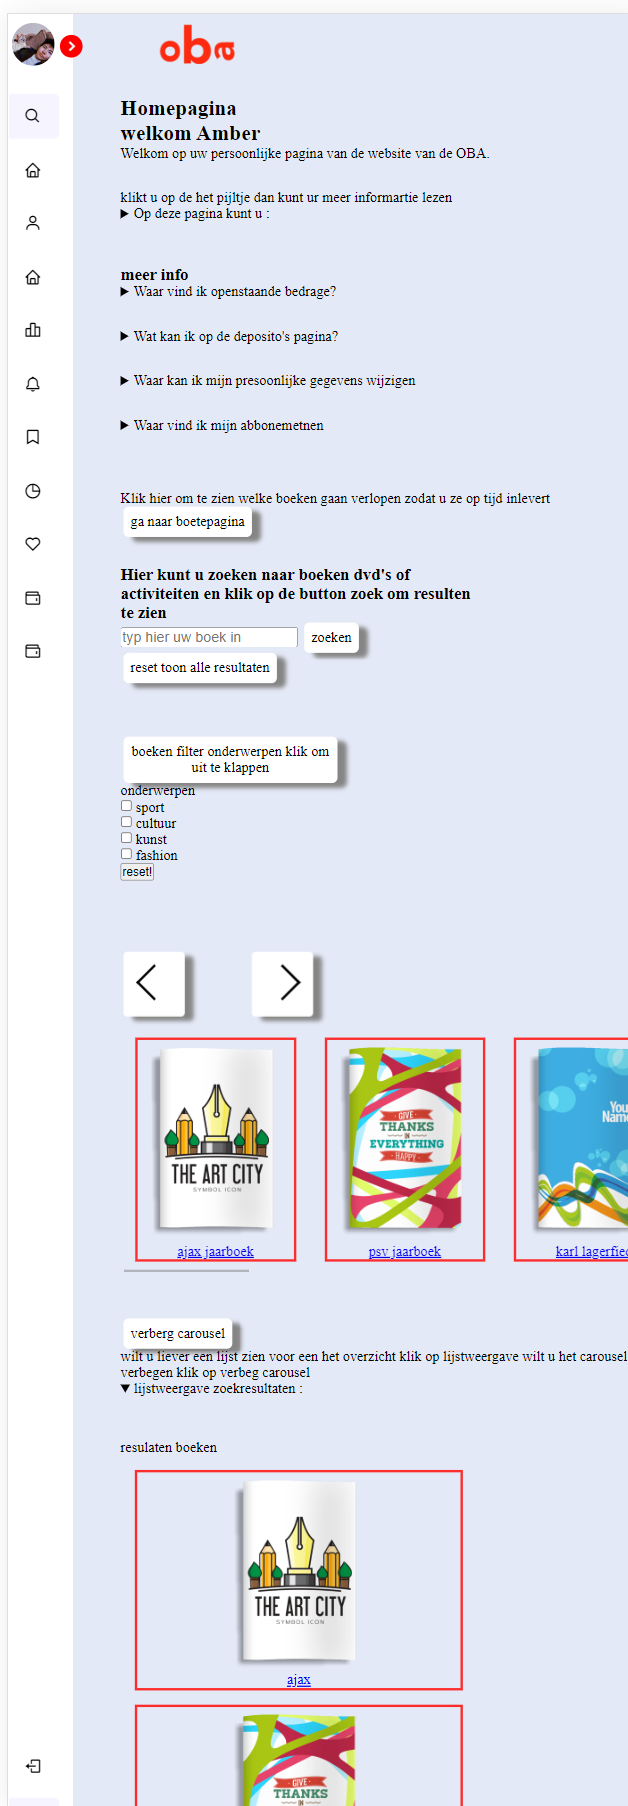 oba
Homepagina
welkom Amber
Welkom op uw persoonlijke pagina van de website van de OBA.
klikt u op de het pijltje dan kunt ur meer informartie lezen
Op deze pagina kunt u :
meer info
Waar vind ik openstaande bedrage?
Wat kan ik op de deposito's pagina?
Waar kan ik mijn presoonlijke gegevens wijzigen
Waar vind ik mijn abbonemetnen
Klik hier om te zien welke boeken gaan verlopen zodat u ze op tijd inlevert
ga naar boetepagina
Hier kunt u zoeken naar boeken dvd's of
activiteiten en klik op de button zoek om resulten
te zien
typ hier uw boek in zoeken
reset toon alle resultaten
boeken filter onderwerpen klik om
uit te klappen
onderwerpen
sport
cultuur
kunst
fashion
reset!
THE ART CITY
SYMBOL ICON
ajax jaarboek
GIVE
THANKS
IN
EVERYTHING
HAPPY
psv jaarboek
You
Name
karl lagerfied
verberg carousel
wilt u liever een lijst zien voor een het overzicht klik op lijstweergave wilt u het carousel
verbegen klik op verbeg carousel
lijstweergave zoekresultaten :
resulaten boeken
THE ART CITY
SYMBOL ICON
ajax
GIVE
THANKS
IN